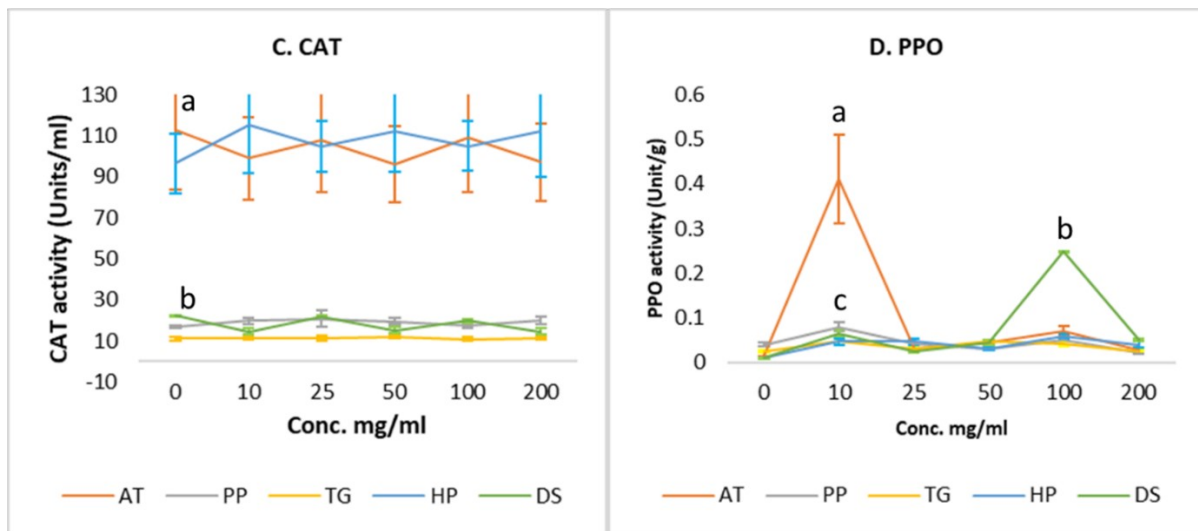 C. CAT
CAT activity (Units/ml)
130
110
90
70
50
30
10
-10
a
b
0 10 25 50 100 200
Conc. mg/ml
AT PP TG HP DS
D. PPO
PPO activity (Unit/g)
0.6
0.5
0.4
0.3
0.2
0.1
0
a
b
c
0 10 25 50 100 200
Conc. mg/ml
AT PP TG HP DS